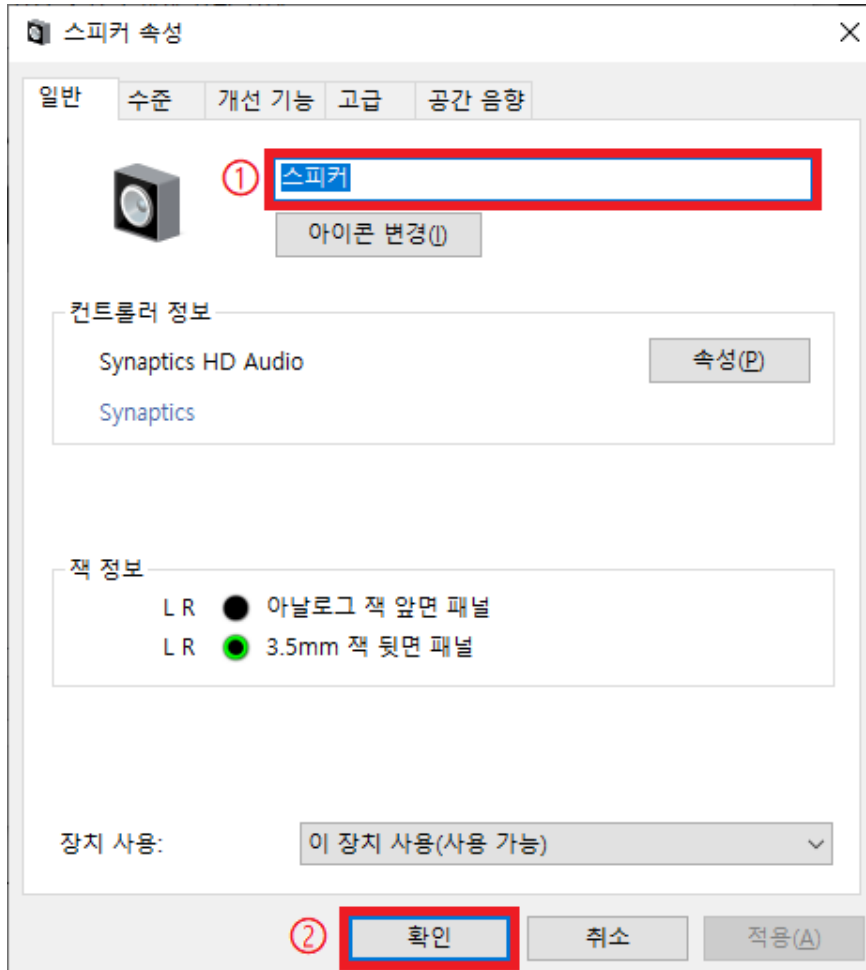 스피커 속성
일반 수준 개선 기능 고급 공간 음향
① 스피커
아이콘 변경(I)
컨트롤러 정보
Synaptics HD Audio 속성(P)
Synaptics
잭 정보
L R 아날로그 잭 앞면 패널
L R 3.5mm 잭 뒷면 패널
장치 사용: 이 장치 사용(사용 가능)
② 확인 취소 적용(A)